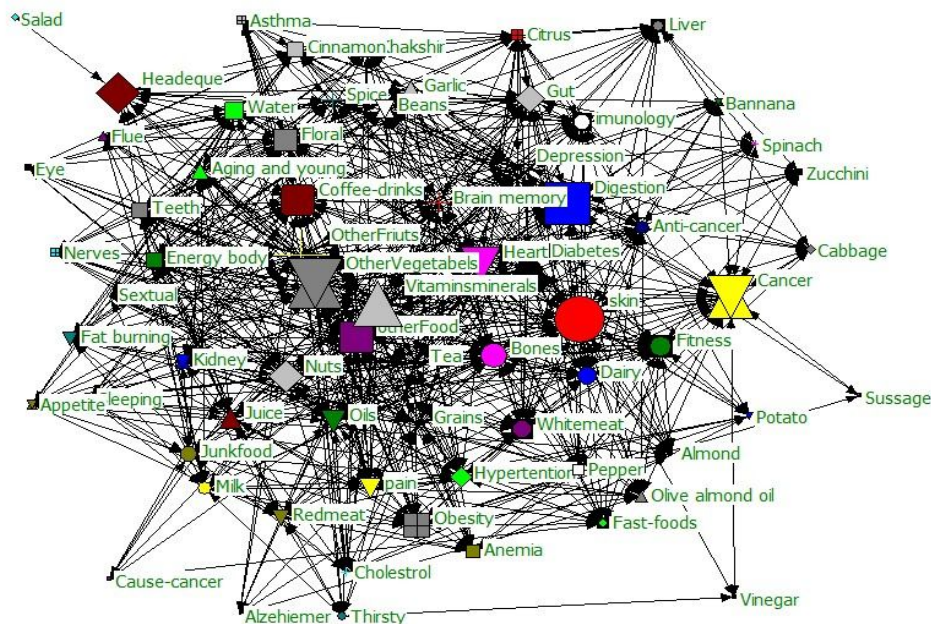 Salad
Asthma
Liver
Citrus
Cinnamon
hakshir
Headeque
Garlic
Gut
Spice
Water
Beans
Bannana
imunology
Flue
Floral
Spinach
Depression
Eye
Aging and young
Zucchini
Coffee-drinks
Brain memory
Digestion
Teeth
Anti-cancer
OtherFriuts
Nerves
Energy body
OtherVegetabels
Heart
Diabetes
Cabbage
Cancer
Vitaminsminerals
Sextual
skin
otherFood
Fat burning
Fitness
Bones
Tea
Kidney
Nuts
Dairy
Sussage
Appetite
leeping
Juice
Oils
Grains
Potato
Whitemeat
Junkfood
Almond
Hypertention
Pepper
Milk
pain
Olive almond oil
Redmeat
Obesity
Fast-foods
Anemia
Cholestrol
Cause-cancer
Vinegar
Alzehiemer
Thirsty